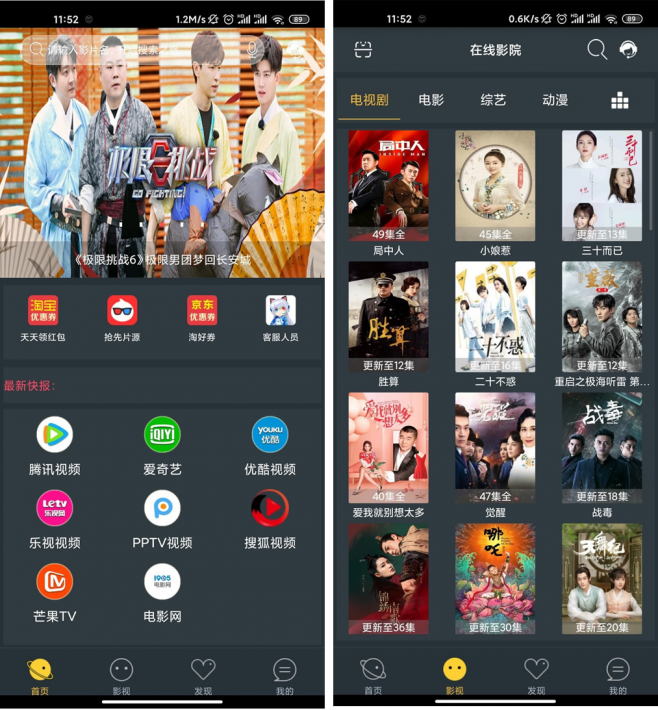 11:52
1.2M/s
89
请输入影片名,
搜索
极限挑战
GO FIGHTING!
《极限挑战6》极限男团梦回长安城
淘宝
优惠券
京东
优惠券
天天领红包
抢先片源
淘好券
客服人员
最新快报:
iQIYI
YOUKU
优酷
腾讯视频
爱奇艺
优酷视频
Letv
乐视网
乐视视频
PPTV视频
搜狐视频
1905
电影网
芒果TV
电影网
首页
影视
发现
我的
11:52
0.6K/s
89
在线影院
电视剧
电影
综艺
动漫
局中人
INSIDE MAN
三十而已
49集全
45集全
更新至13集
局中人
小娘惹
三十而已
胜算
二十不惑
重启
更新至12集
更新至16集
更新至12集
胜算
二十不惑
重启之极海听雷 第...
爱我就别想太多
觉醒
战毒
40集全
47集全
更新至18集
爱我就别想太多
觉醒
战毒
锦绣南歌
哪吒
天舞纪
更新至36集
更新至30集
更新至20集
首页
影视
发现
我的